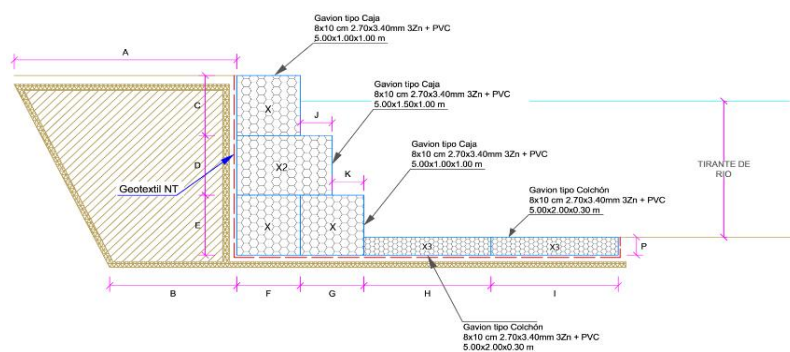 Gavion tipo Caja
8x10 cm 2.70x3.40mm 3Zn + PVC
5.00x1.00x1.00 m
A
Gavion tipo Caja
8x10 cm 2.70x3.40mm 3Zn + PVC
5.00x1.50x1.00 m
C
X
J
Gavion tipo Caja
8x10 cm 2.70x3.40mm 3Zn + PVC
5.00x1.00x1.00 m
D
X2
K
TIRANTE DE
RIO
Geotextil NT
Gavion tipo Colchón
8x10 cm 2.70x3.40mm 3Zn + PVC
5.00x2.00x0.30 m
E
X
X
X3
X3
P
B
F
G
H
I
Gavion tipo Colchón
8x10 cm 2.70x3.40mm 3Zn + PVC
5.00x2.00x0.30 m